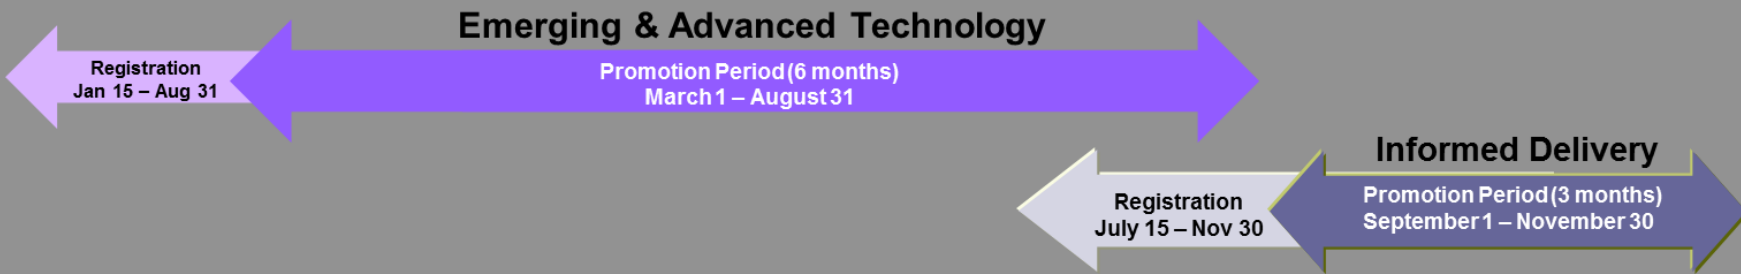 Emerging & Advanced Technology
Registration
Jan 15 – Aug 31
Promotion Period (6 months)
March 1 – August 31
Informed Delivery
Registration
July 15 – Nov 30
Promotion Period (3 months)
September 1 – November 30